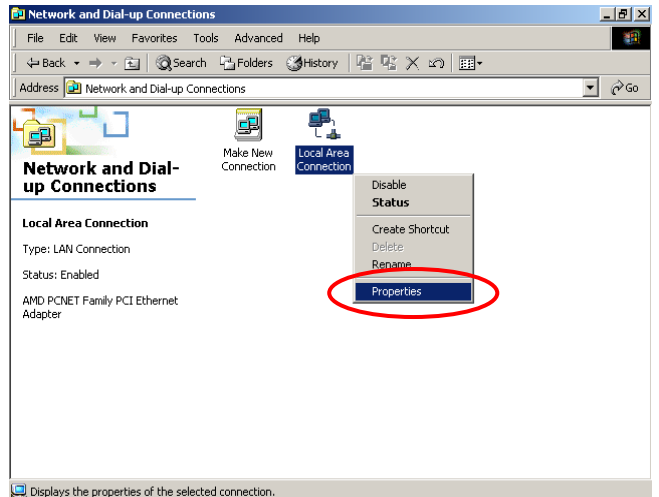 Network and Dial-up Connections
File Edit View Favorites Tools Advanced Help
Back Search Folders History
Address Network and Dial-up Connections Go
Make New
Connection
Local Area
Connection
Network and Dial-
up Connections
Local Area Connection
Type: LAN Connection
Status: Enabled
AMD PCNET Family PCI Ethernet
Adapter
Disable
Status
Create Shortcut
Delete
Rename
Properties
Displays the properties of the selected connection.